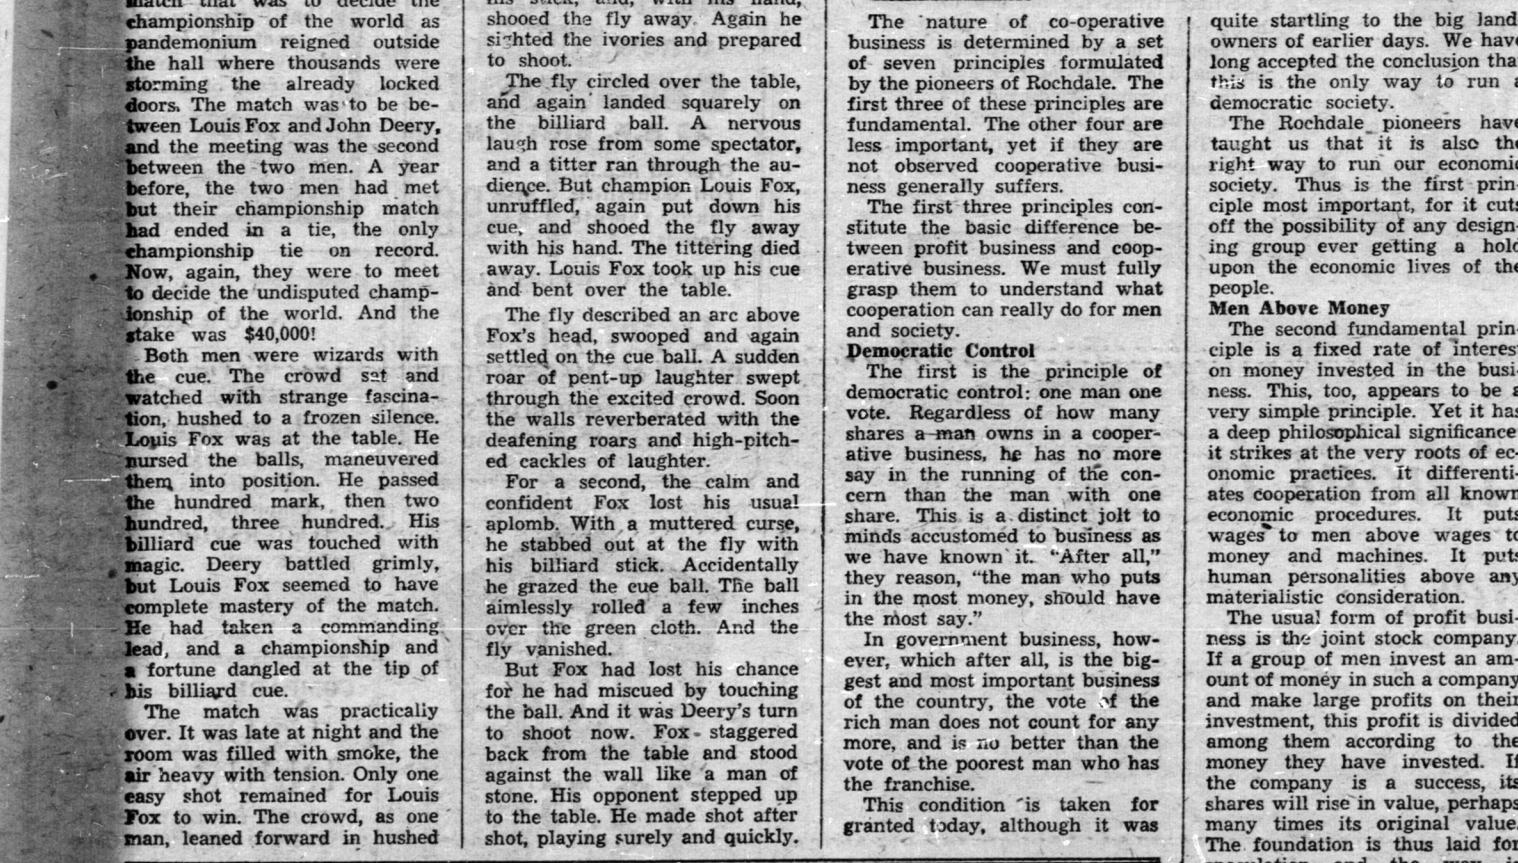 match that was to decide the
championship of the world as
pandemonium reigned outside
the hall where thousands were
storming the already locked
doors. The match was to be be-
tween Louis Fox and John Deery,
and the meeting was the second
between the two men. A year
before, the two men had met
but their championship match
had ended in a tie, the only
championship tie on record.
Now, again, they were to meet
to decide the undisputed champ-
ionship of the world. And the
stake was $40,000!
Both men were wizards with
the cue. The crowd sat and
watched with strange fascina-
tion, hushed to a frozen silence.
Louis Fox was at the table. He
nursed the balls, maneuvered
them into position. He passed
the hundred mark, then two
hundred, three hundred. His
billiard cue was touched with
magic. Deery battled grimly,
but Louis Fox seemed to have
complete mastery of the match.
He had taken a commanding
lead, and a championship and
a fortune dangled at the tip of
his billiard cue.
The match was practically
over. It was late at night and the
room was filled with smoke, the
air heavy with tension. Only one
easy shot remained for Louis
Fox to win. The crowd, as one
man, leaned forward in hushed
his stick, and, with his hand,
shooed the fly away. Again he
sighted the ivories and prepared
to shoot.
The fly circled over the table,
and again landed squarely on
the billiard ball. A nervous
laugh rose from some spectator,
and a titter ran through the au-
dience. But champion Louis Fox,
unruffled, again put down his
cue, and shooed the fly away
with his hand. The tittering died
away. Louis Fox took up his cue
and bent over the table.
The fly described an arc above
Fox's head, swooped and again
settled on the cue ball. A sudden
roar of pent-up laughter swept
through the excited crowd. Soon
the walls reverberated with the
deafening roars and high-pitch-
ed cackles of laughter.
For a second, the calm and
confident Fox lost his usual
aplomb. With a muttered curse,
he stabbed out at the fly with
his billiard stick. Accidentally
he grazed the cue ball. The ball
aimlessly rolled a few inches
over the green cloth. And the
fly vanished.
But Fox had lost his chance
for he had miscued by touching
the ball. And it was Deery's turn
to shoot now. Fox staggered
back from the table and stood
against the wall like a man of
stone. His opponent stepped up
to the table. He made shot after
shot, playing surely and quickly.
The nature of co-operative
business is determined by a set
of seven principles formulated
by the pioneers of Rochdale. The
first three of these principles are
fundamental. The other four are
less important, yet if they are
not observed cooperative busi-
ness generally suffers.
The first three principles con-
stitute the basic difference be-
tween profit business and coop-
erative business. We must fully
grasp them to understand what
cooperation can really do for men
and society.
Democratic Control
The first is the principle of
democratic control: one man one
vote. Regardless of how many
shares a man owns in a cooper-
ative business, he has no more
say in the running of the con-
cern than the man with one
share. This is a distinct jolt to
minds accustomed to business as
we have known it. "After all,"
they reason, "the man who puts
in the most money, should have
the most say."
In government business, how-
ever, which after all, is the big-
gest and most important business
of the country, the vote of the
rich man does not count for any
more, and is no better than the
vote of the poorest man who has
the franchise.
This condition is taken for
granted today, although it was
quite startling to the big land
owners of earlier days. We have
long accepted the conclusion that
this is the only way to run a
democratic society.
The Rochdale pioneers have
taught us that it is also the
right way to run our economic
society. Thus is the first prin-
ciple most important, for it cuts
off the possibility of any design-
ing group ever getting a hold
upon the economic lives of the
people.
Men Above Money
The second fundamental prin-
ciple is a fixed rate of interest
on money invested in the busi-
ness. This, too, appears to be a
very simple principle. Yet it has
a deep philosophical significance
it strikes at the very roots of ec-
onomic practices. It differenti-
ates cooperation from all known
economic procedures. It puts
wages to men above wages to
money and machines. It puts
human personalities above any
materialistic consideration.
The usual form of profit busi-
ness is the joint stock company.
If a group of men invest an am-
ount of money in such a company
and make large profits on their
investment, this profit is divided
among them according to the
money they have invested. If
the company is a success, its
shares will rise in value, perhaps
many times its original value.
The foundation is thus laid for